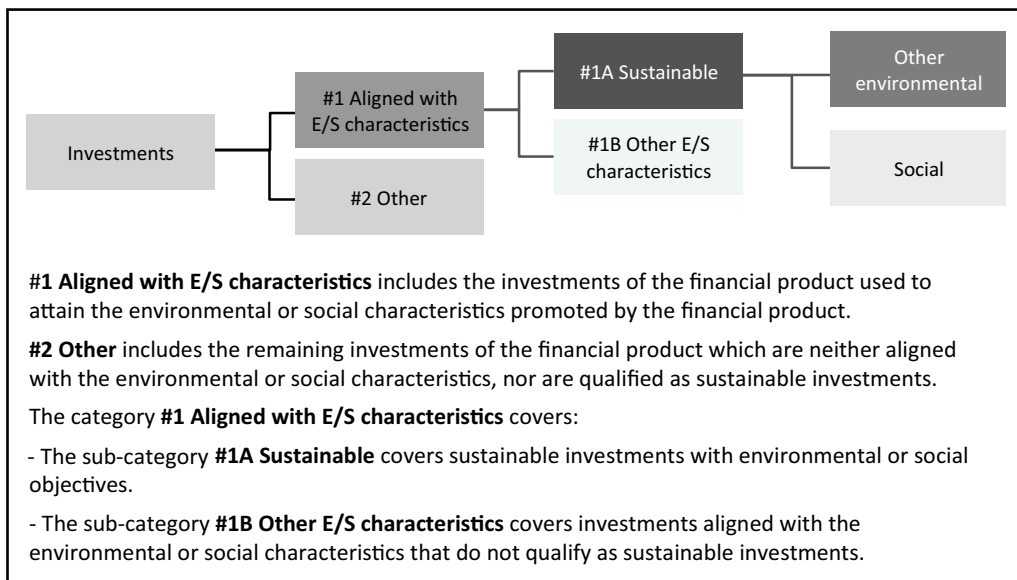 Investments
#1 Aligned with
E/S characteristics
#2 Other
#1A Sustainable
#1B Other E/S
characteristics
Other
environmental
Social
#1 Aligned with E/S characteristics includes the investments of the financial product used to
attain the environmental or social characteristics promoted by the financial product.
#2 Other includes the remaining investments of the financial product which are neither aligned
with the environmental or social characteristics, nor are qualified as sustainable investments.
The category #1 Aligned with E/S characteristics covers:
- The sub-category #1A Sustainable covers sustainable investments with environmental or social
objectives.
- The sub-category #1B Other E/S characteristics covers investments aligned with the
environmental or social characteristics that do not qualify as sustainable investments.